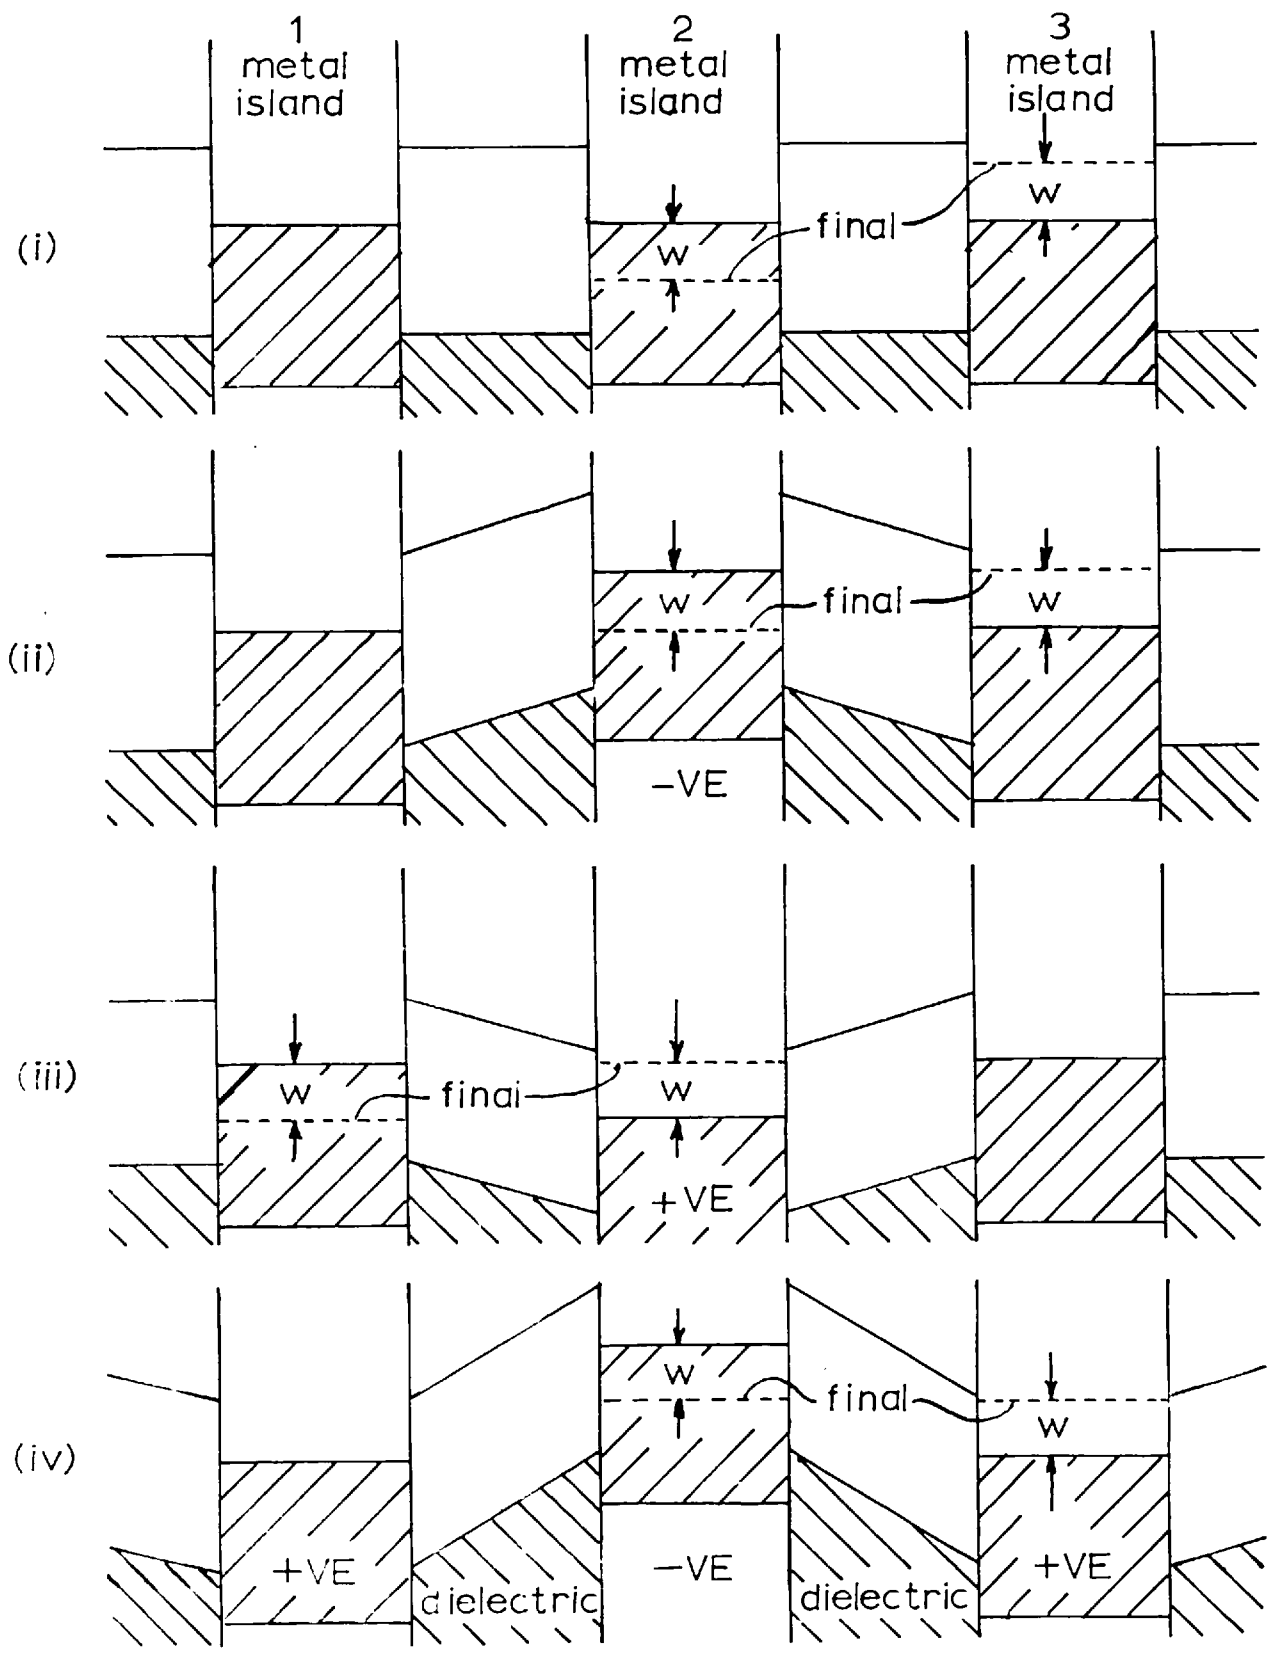 1
metal
island
2
metal
island
3
metal
island
(i)
W
final
W
(ii)
W
final
W
-VE
(iii)
W
final
W
+VE
(iv)
W
final
W
+VE
dielectric
-VE
dielectric
+VE